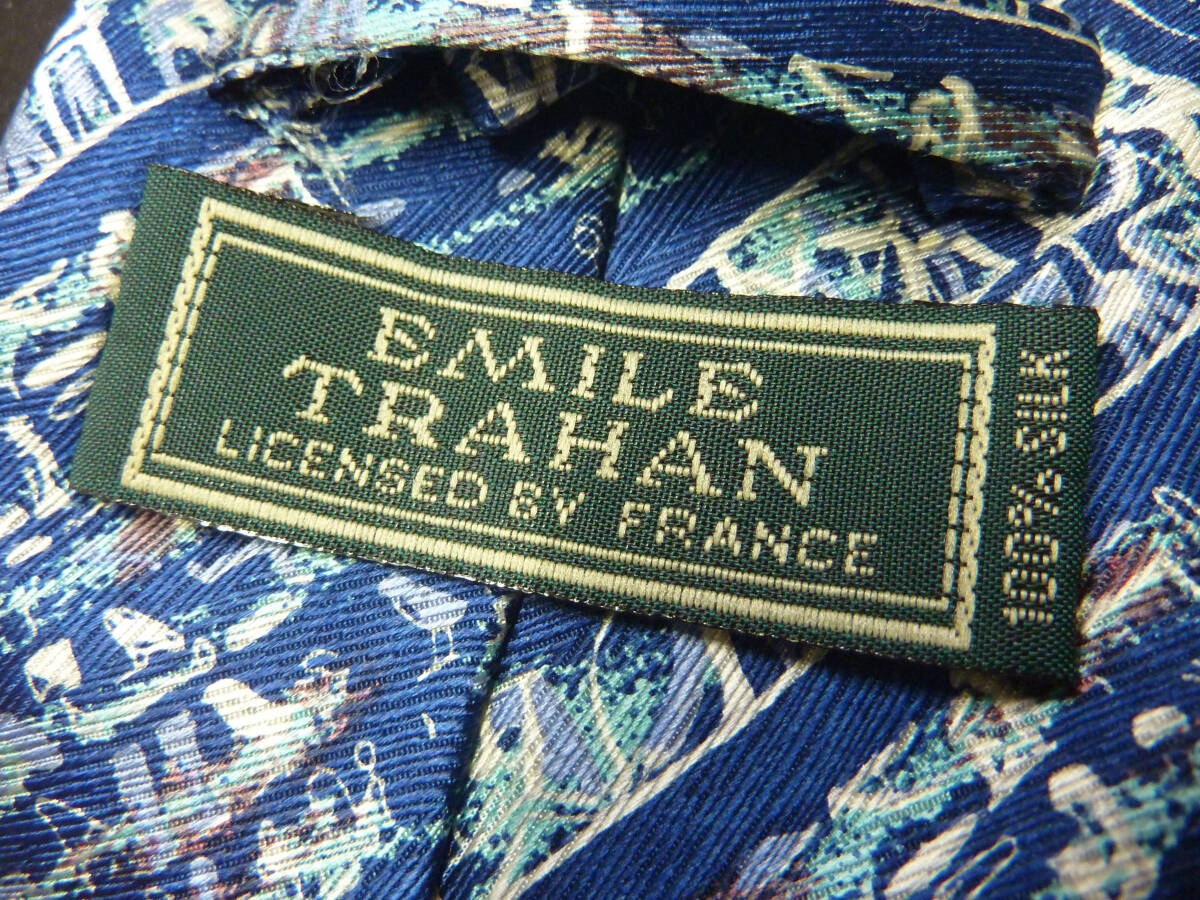 EMILE
TRAHAN
LICENSED BY FRANCE
100% SILK